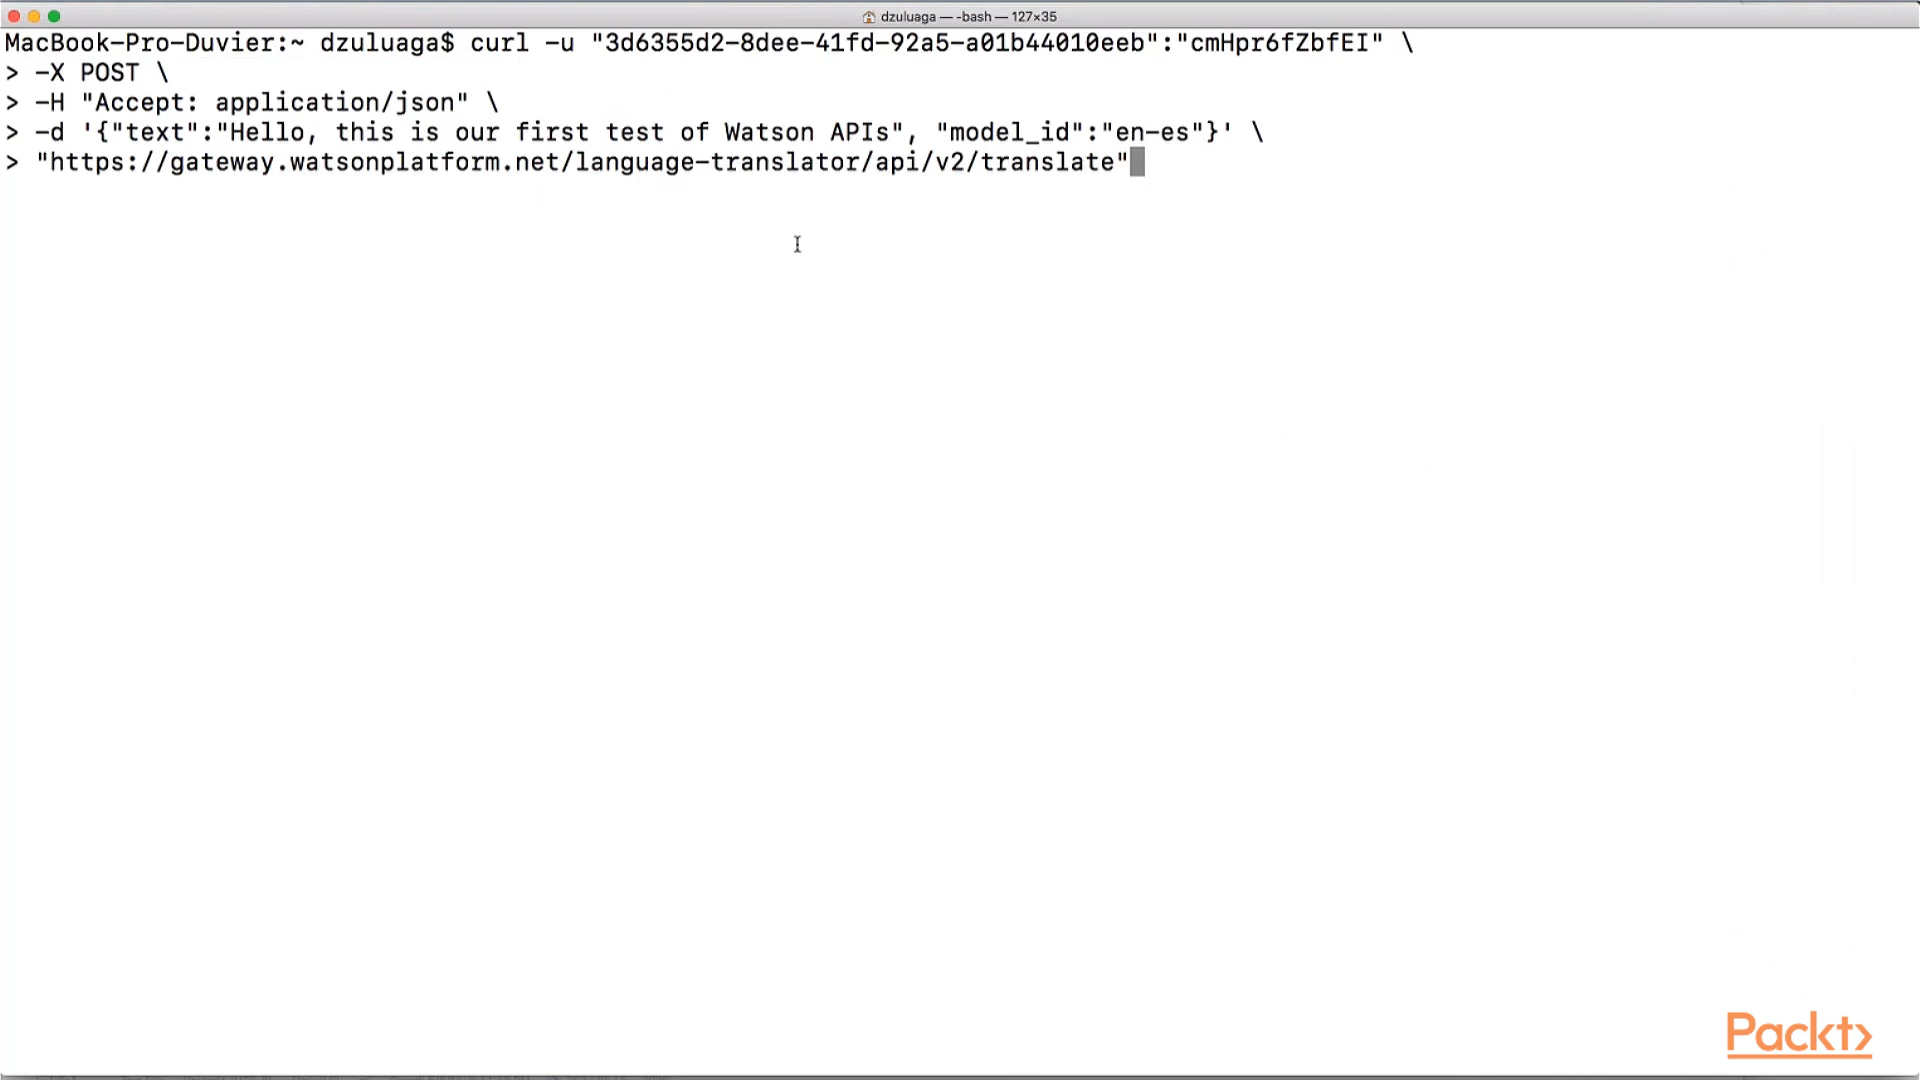 dzuluaga — -bash — 127×35
MacBook-Pro-Duvier:~ dzuluaga$ curl -u "3d6355d2-8dee-41fd-92a5-a01b44010eeb":"cmHpr6fZbfEI" \
> -X POST \
> -H "Accept: application/json" \
> -d '{"text":"Hello, this is our first test of Watson APIs", "model_id":"en-es"}' \
> "https://gateway.watsonplatform.net/language-translator/api/v2/translate"
Packt>